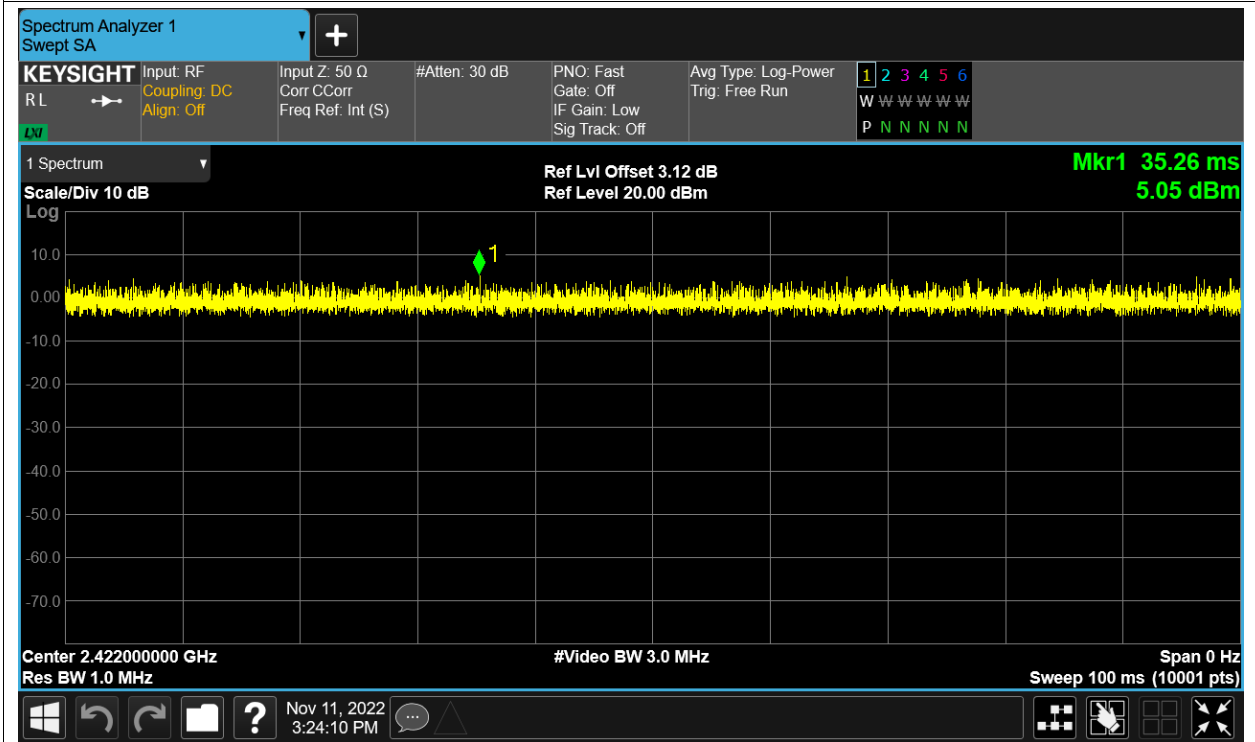 Spectrum Analyzer 1
Swept SA
KEYSIGHT
R L
LXI
Input: RF
Coupling: DC
Align: Off
Input Z: 50 Ω
Corr CCorr
Freq Ref: Int (S)
#Atten: 30 dB
PNO: Fast
Gate: Off
IF Gain: Low
Sig Track: Off
Avg Type: Log-Power
Trig: Free Run
1 2 3 4 5 6
W W W W W W
P N N N N N
1 Spectrum
Scale/Div 10 dB
Log
Ref Lvl Offset 3.12 dB
Ref Level 20.00 dBm
Mkr1 35.26 ms
5.05 dBm
1
10.0
0.00
-10.0
-20.0
-30.0
-40.0
-50.0
-60.0
-70.0
Center 2.422000000 GHz
Res BW 1.0 MHz
#Video BW 3.0 MHz
Span 0 Hz
Sweep 100 ms (10001 pts)
?
Nov 11, 2022
3:24:10 PM